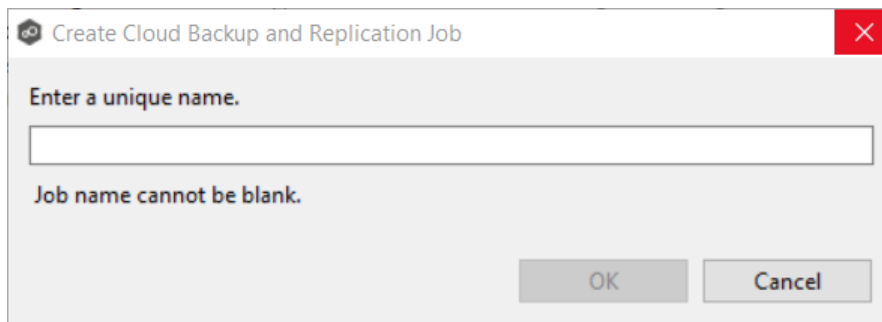 Create Cloud Backup and Replication Job
Enter a unique name.
Job name cannot be blank.
OK
Cancel